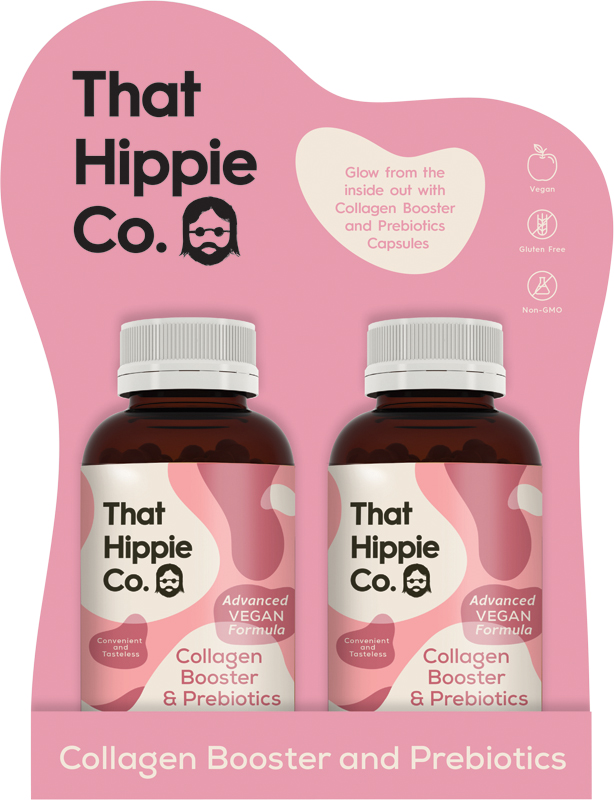 That
Hippie
Co.
Glow from the
inside out with
Collagen Booster
and Prebiotics
Capsules
Vegan
Gluten Free
Non-GMO
That
Hippie
Co.
Advanced
VEGAN
Formula
Convenient
and
Tasteless
Collagen
Booster
& Prebiotics
That
Hippie
Co.
Advanced
VEGAN
Formula
Convenient
and
Tasteless
Collagen
Booster
& Prebiotics
Collagen Booster and Prebiotics